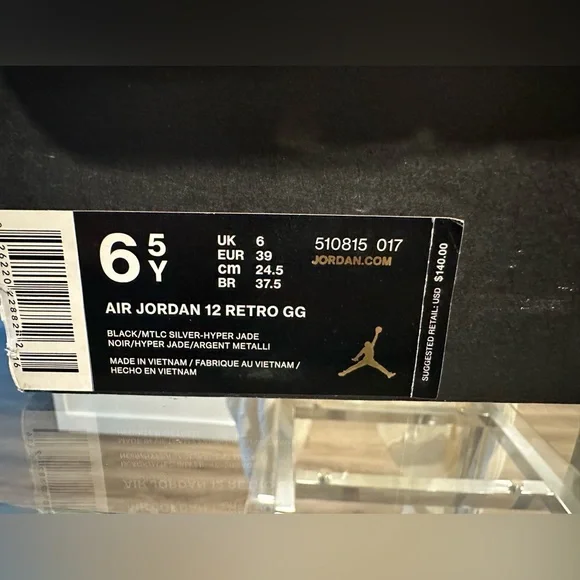 6 5
Y
UK 6
EUR 39
cm 24.5
BR 37.5
510815 017
JORDAN.COM
AIR JORDAN 12 RETRO GG
BLACK/MTLC SILVER-HYPER JADE
NOIR/HYPER JADE/ARGENT METALLI
MADE IN VIETNAM / FABRIQUE AU VIETNAM /
HECHO EN VIETNAM
SUGGESTED RETAIL: USD $140.00